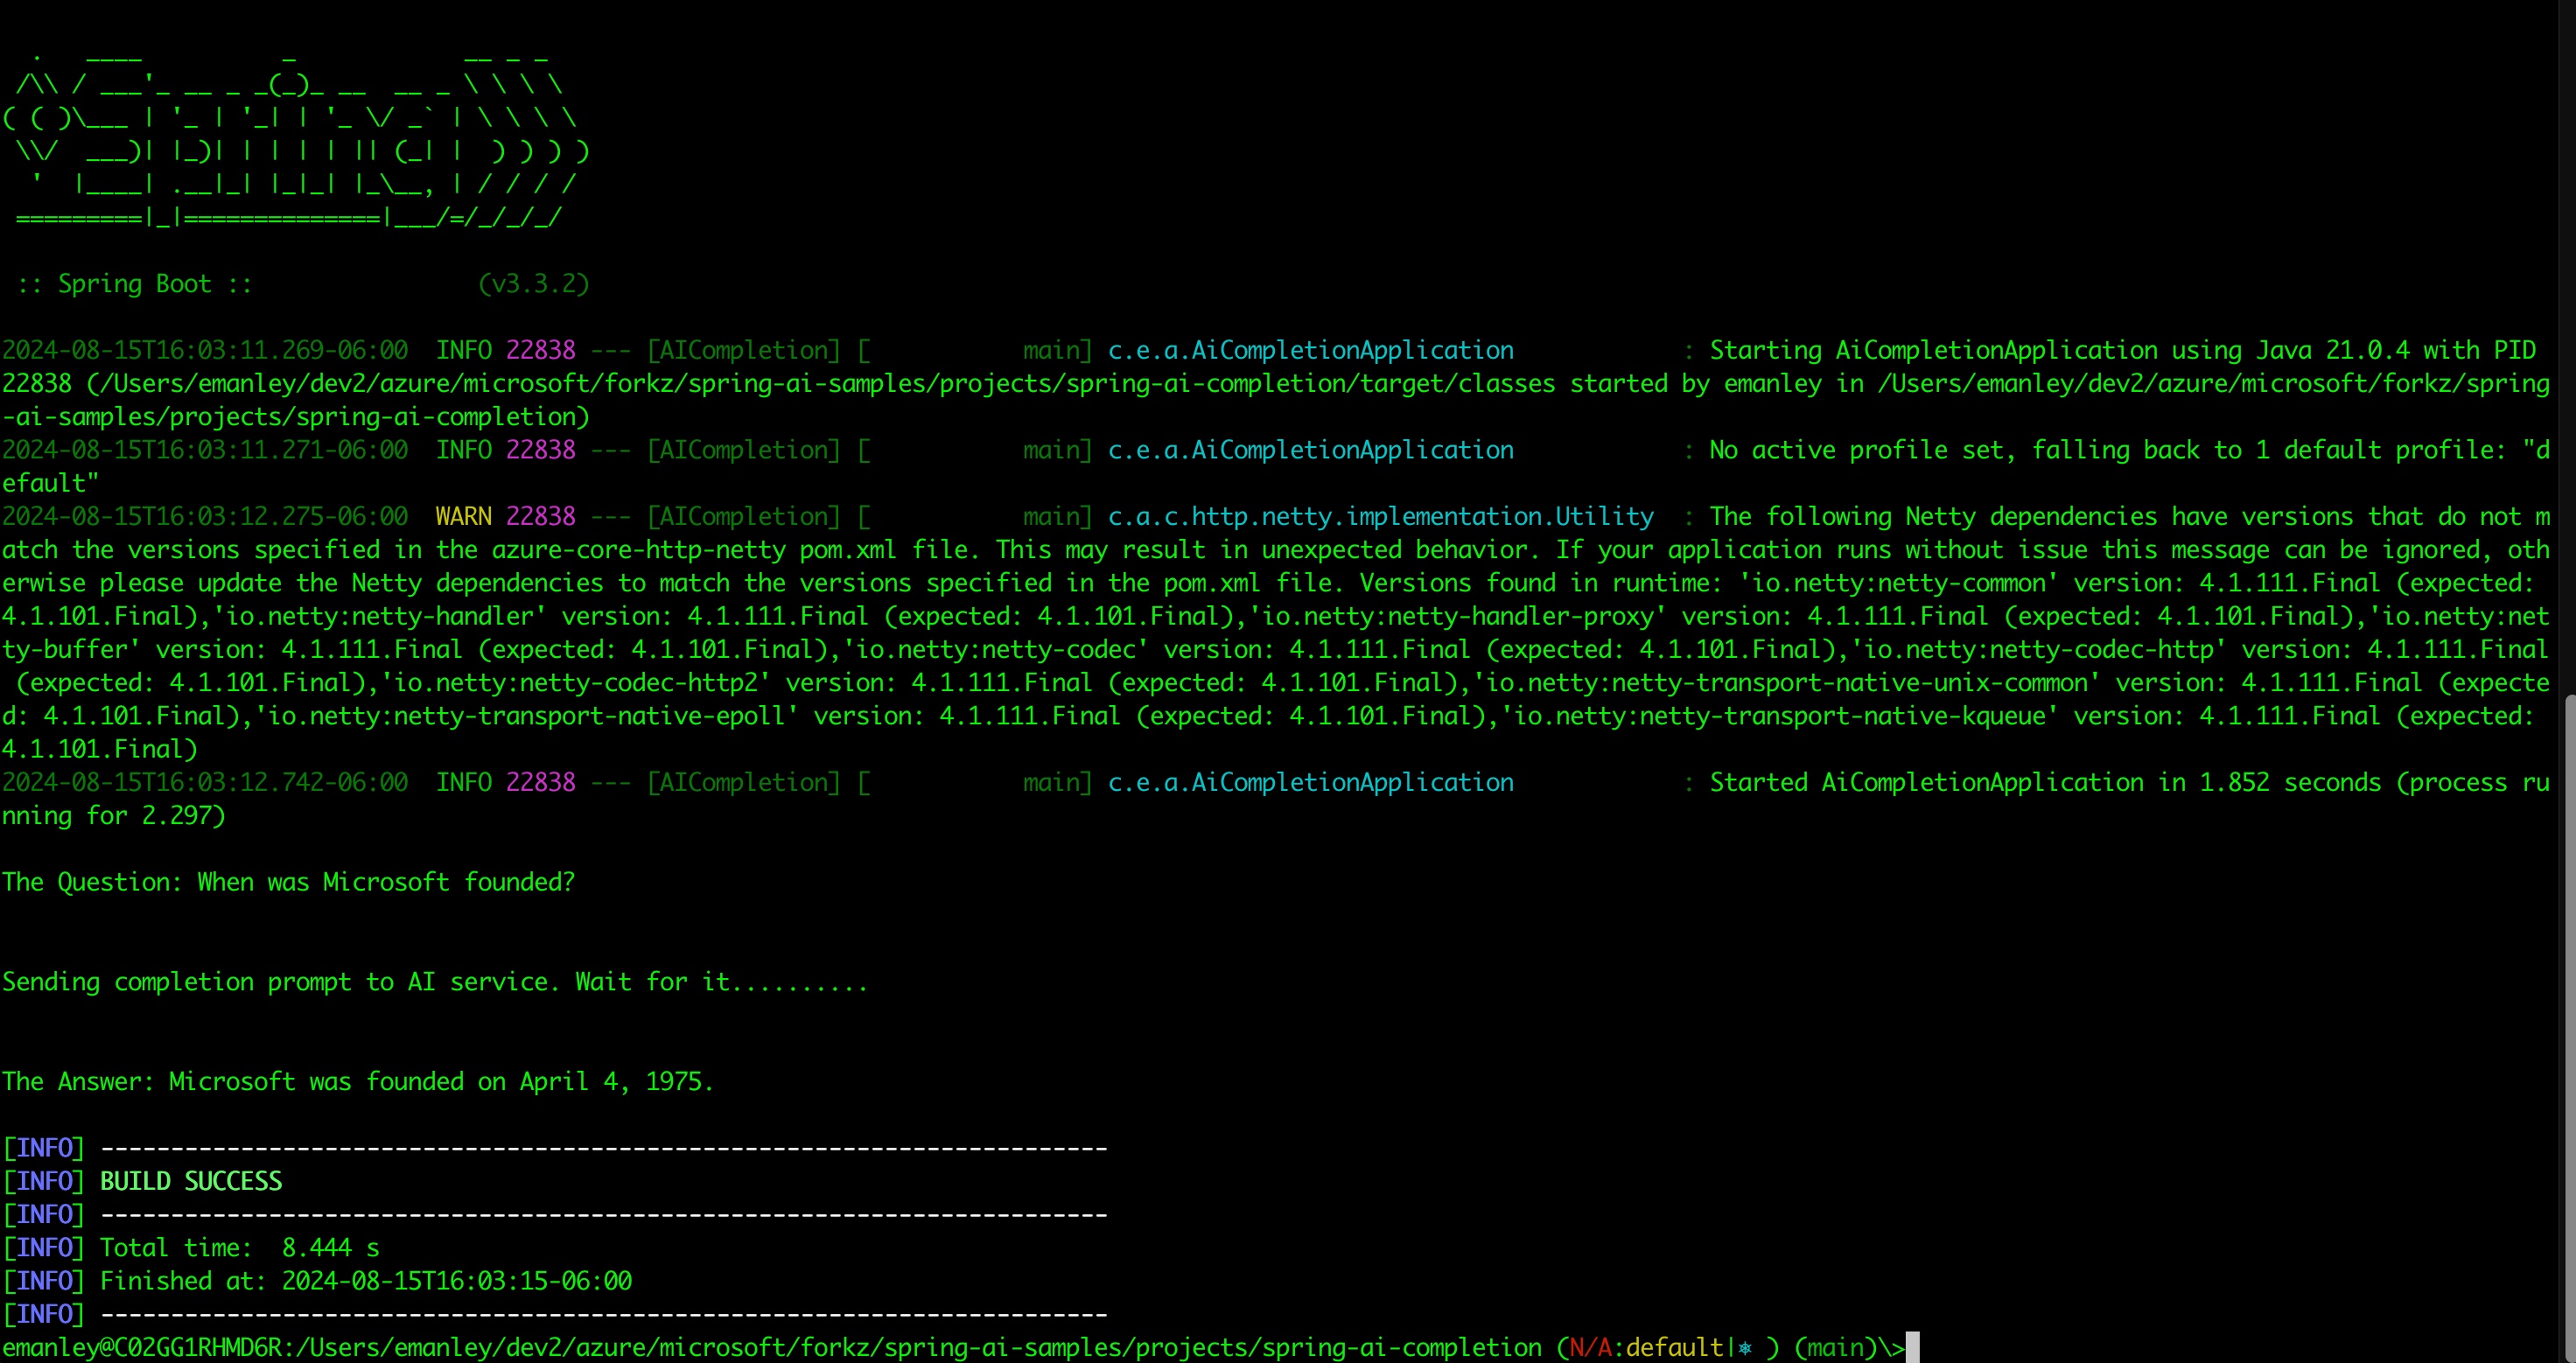 .   ____          _            __ _ _
 /\\ / ___'_ __ _ _(_)_ __  __ _ \ \ \ \
( ( )\___ | '_ | '_| | '_ \/ _` | \ \ \ \
 \\/  ___)| |_)| | | | | || (_| |  ) ) ) )
  '  |____| .__|_| |_|_| |_\__, | / / / /
 =========|_|==============|___/=/_/_/_/

 :: Spring Boot ::                (v3.3.2)

2024-08-15T16:03:11.269-06:00  INFO 22838 --- [AICompletion] [           main] c.e.a.AiCompletionApplication            : Starting AiCompletionApplication using Java 21.0.4 with PID
22838 (/Users/emanley/dev2/azure/microsoft/forkz/spring-ai-samples/projects/spring-ai-completion/target/classes started by emanley in /Users/emanley/dev2/azure/microsoft/forkz/spring
-ai-samples/projects/spring-ai-completion)
2024-08-15T16:03:11.271-06:00  INFO 22838 --- [AICompletion] [           main] c.e.a.AiCompletionApplication            : No active profile set, falling back to 1 default profile: "d
efault"
2024-08-15T16:03:12.275-06:00  WARN 22838 --- [AICompletion] [           main] c.a.c.http.netty.implementation.Utility  : The following Netty dependencies have versions that do not m
atch the versions specified in the azure-core-http-netty pom.xml file. This may result in unexpected behavior. If your application runs without issue this message can be ignored, oth
erwise please update the Netty dependencies to match the versions specified in the pom.xml file. Versions found in runtime: 'io.netty:netty-common' version: 4.1.111.Final (expected:
4.1.101.Final),'io.netty:netty-handler' version: 4.1.111.Final (expected: 4.1.101.Final),'io.netty:netty-handler-proxy' version: 4.1.111.Final (expected: 4.1.101.Final),'io.netty:net
ty-buffer' version: 4.1.111.Final (expected: 4.1.101.Final),'io.netty:netty-codec' version: 4.1.111.Final (expected: 4.1.101.Final),'io.netty:netty-codec-http' version: 4.1.111.Final
 (expected: 4.1.101.Final),'io.netty:netty-codec-http2' version: 4.1.111.Final (expected: 4.1.101.Final),'io.netty:netty-transport-native-unix-common' version: 4.1.111.Final (expecte
d: 4.1.101.Final),'io.netty:netty-transport-native-epoll' version: 4.1.111.Final (expected: 4.1.101.Final),'io.netty:netty-transport-native-kqueue' version: 4.1.111.Final (expected:
4.1.101.Final)
2024-08-15T16:03:12.742-06:00  INFO 22838 --- [AICompletion] [           main] c.e.a.AiCompletionApplication            : Started AiCompletionApplication in 1.852 seconds (process ru
nning for 2.297)

The Question: When was Microsoft founded?

Sending completion prompt to AI service. Wait for it..........

The Answer: Microsoft was founded on April 4, 1975.

[INFO] ------------------------------------------------------------------------
[INFO] BUILD SUCCESS
[INFO] ------------------------------------------------------------------------
[INFO] Total time:  8.444 s
[INFO] Finished at: 2024-08-15T16:03:15-06:00
[INFO] ------------------------------------------------------------------------
emanley@C02GG1RHMD6R:/Users/emanley/dev2/azure/microsoft/forkz/spring-ai-samples/projects/spring-ai-completion (N/A:default|⎈ ) (main)\>